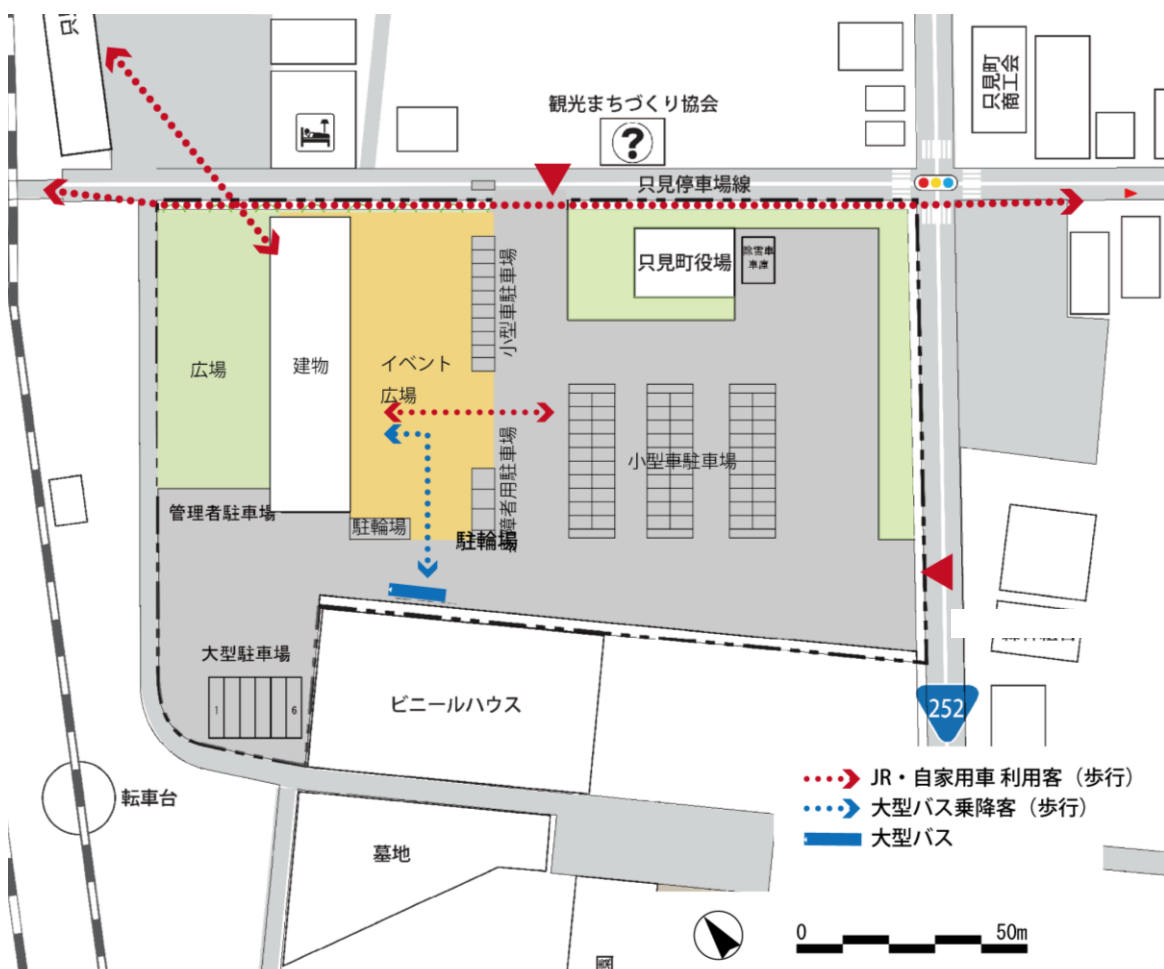 只
只見町
商工会
観光まちづくり協会
?
只見停車場線
只見町役場
除雪車
車庫
小型車駐車場
広場
建物
イベント
広場
小型車駐車場
障害者用駐車場
管理者駐車場
駐輪場
駐輪場
大型駐車場
1
6
ビニールハウス
252
転車台
墓地
JR・自家用車 利用客（歩行）
大型バス乗降客（歩行）
大型バス
0
50m